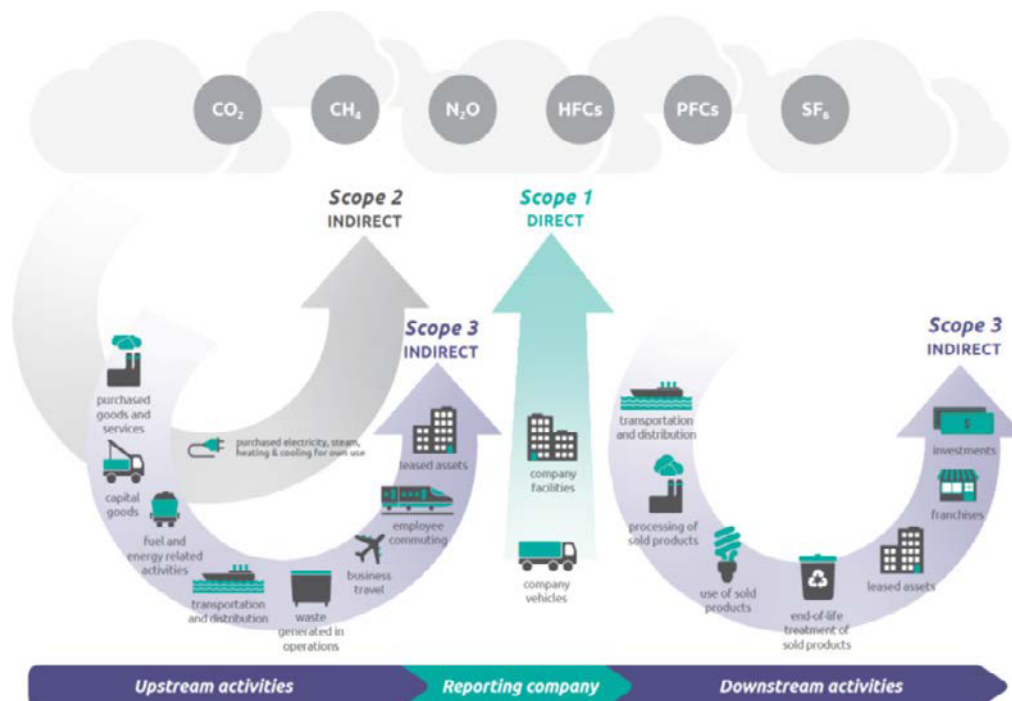 CO₂
CH₄
N₂O
HFCs
PFCs
SF₆
Scope 2
INDIRECT
Scope 1
DIRECT
Scope 3
INDIRECT
Scope 3
INDIRECT
purchased
goods and
services
capital
goods
fuel and
energy related
activities
transportation
and distribution
waste
generated in
operations
business
travel
employee
commuting
leased assets
purchased electricity, steam,
heating & cooling for own use
company
facilities
company
vehicles
transportation
and distribution
processing of
sold products
use of sold
products
end-of-life
treatment of
sold products
leased assets
franchises
$
investments
Upstream activities
Reporting company
Downstream activities